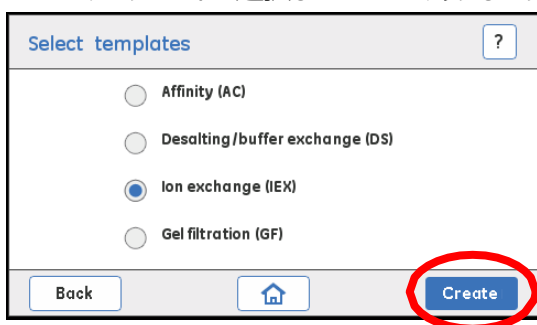 Select templates ?
Affinity (AC)
Desalting/buffer exchange (DS)
Ion exchange (IEX)
Gel filtration (GF)
Back Create